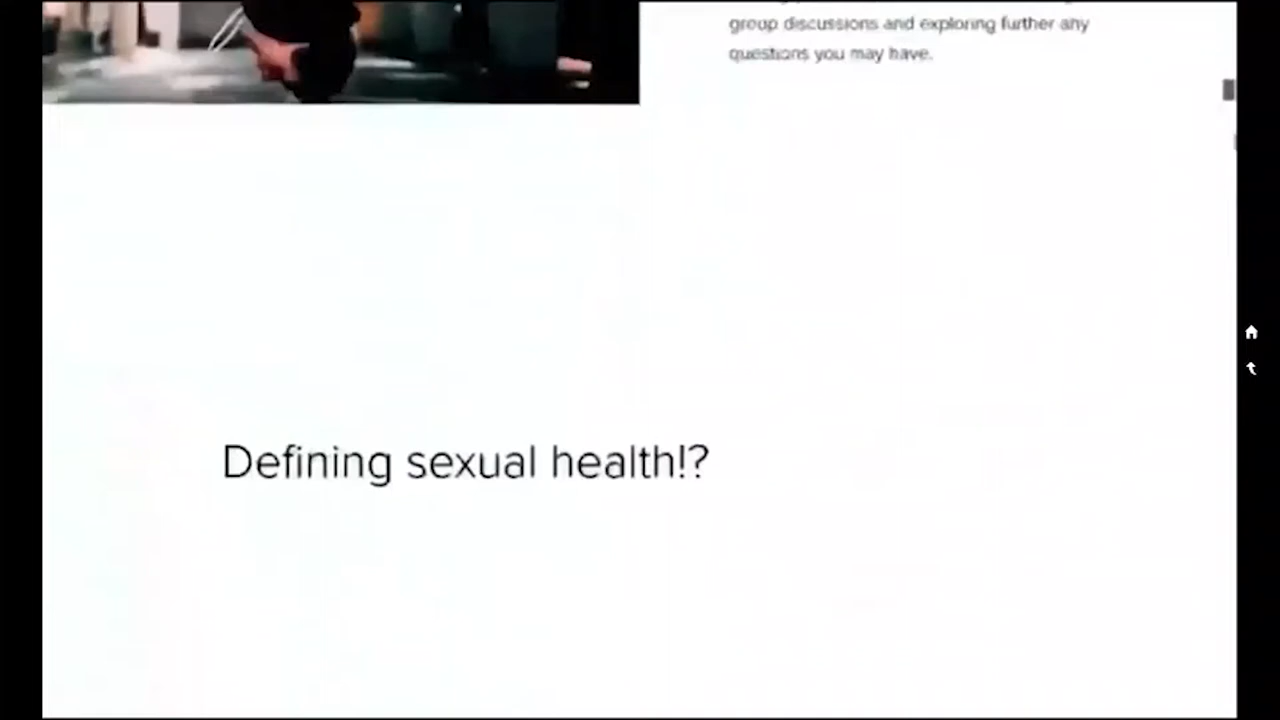 group discussions and exploring further any
questions you may have.
Defining sexual health!?